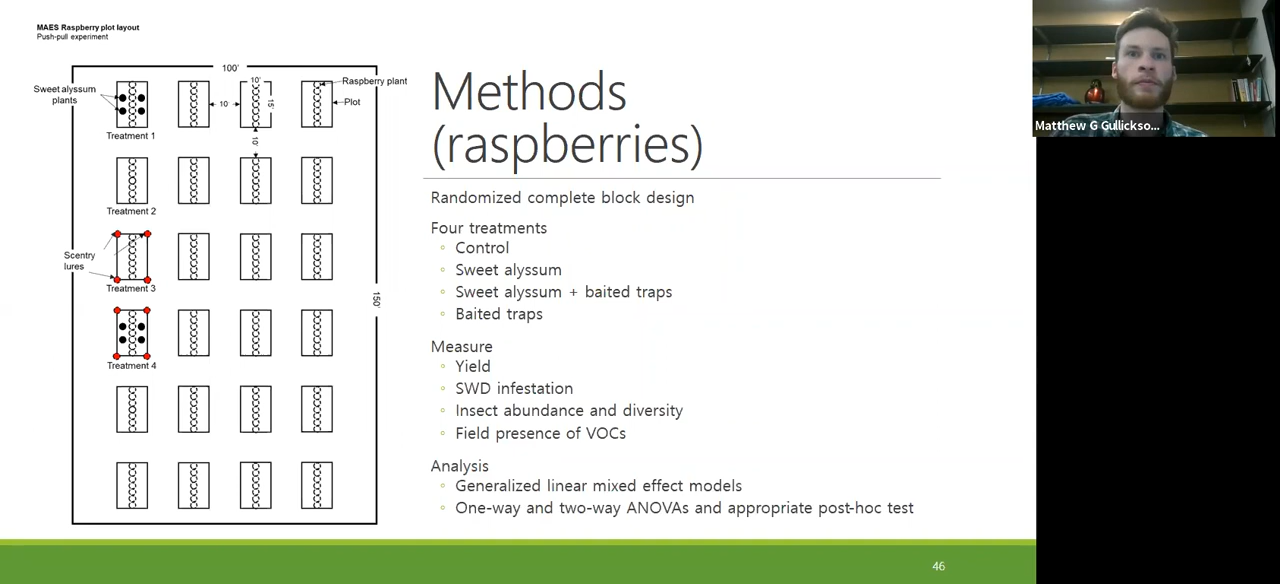 MAES Raspberry plot layout
Push-pull experiment
100'
Sweet alyssum
plants
10'
Raspberry plant
10
15'
Plot
Treatment 1
10'
Treatment 2
Scentry
lures
Treatment 3
150'
Treatment 4
Methods
(raspberries)
Randomized complete block design
Four treatments
◦ Control
◦ Sweet alyssum
◦ Sweet alyssum + baited traps
◦ Baited traps
Measure
◦ Yield
◦ SWD infestation
◦ Insect abundance and diversity
◦ Field presence of VOCs
Analysis
◦ Generalized linear mixed effect models
◦ One-way and two-way ANOVAs and appropriate post-hoc test
46
Matthew G Gullickso...